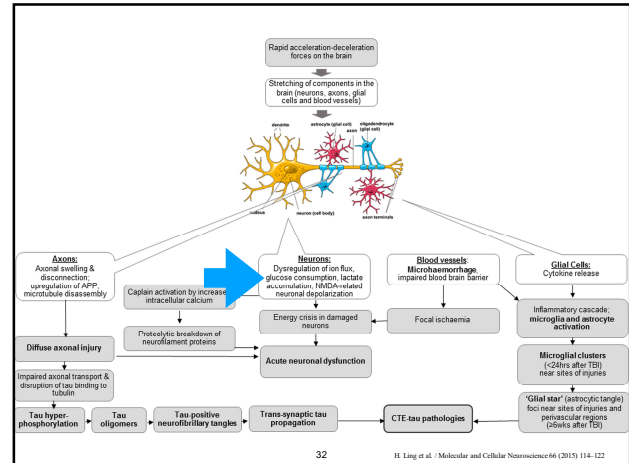 Rapid acceleration-deceleration
forces on the brain
Stretching of components in the
brain (neurons, axons, glial
cells and blood vessels)
dendrite
astrocyte (glial cell)
oligodendrocyte
(glial cell)
axon
nucleus
neuron (cell body)
axon terminals
Axons:
Axonal swelling &
disconnection;
upregulation of APP,
microtubule disassembly
Neurons:
Dysregulation of ion flux,
glucose consumption, lactate
accumulation, NMDA-related
neuronal depolarization
Blood vessels:
Microhaemorrhage,
impaired blood brain barrier
Glial Cells:
Cytokine release
Caplain activation by increase
intracellular calcium
Energy crisis in damaged
neurons
Focal ischaemia
Inflammatory cascade;
microglia and astrocyte
activation
Proteolytic breakdown of
neurofilament proteins
Diffuse axonal injury
Acute neuronal dysfunction
Microglial clusters
(<24hrs after TBI)
near sites of injuries
Impaired axonal transport &
disruption of tau binding to
tubulin
'Glial star' (astrocytic tangle)
foci near sites of injuries and
perivascular regions
(≥6wks after TBI)
Tau hyper-
phosphorylation
Tau
oligomers
Tau-positive
neurofibrillary tangles
Trans-synaptic tau
propagation
CTE-tau pathologies
32
H. Ling et al. / Molecular and Cellular Neuroscience 66 (2015) 114–122